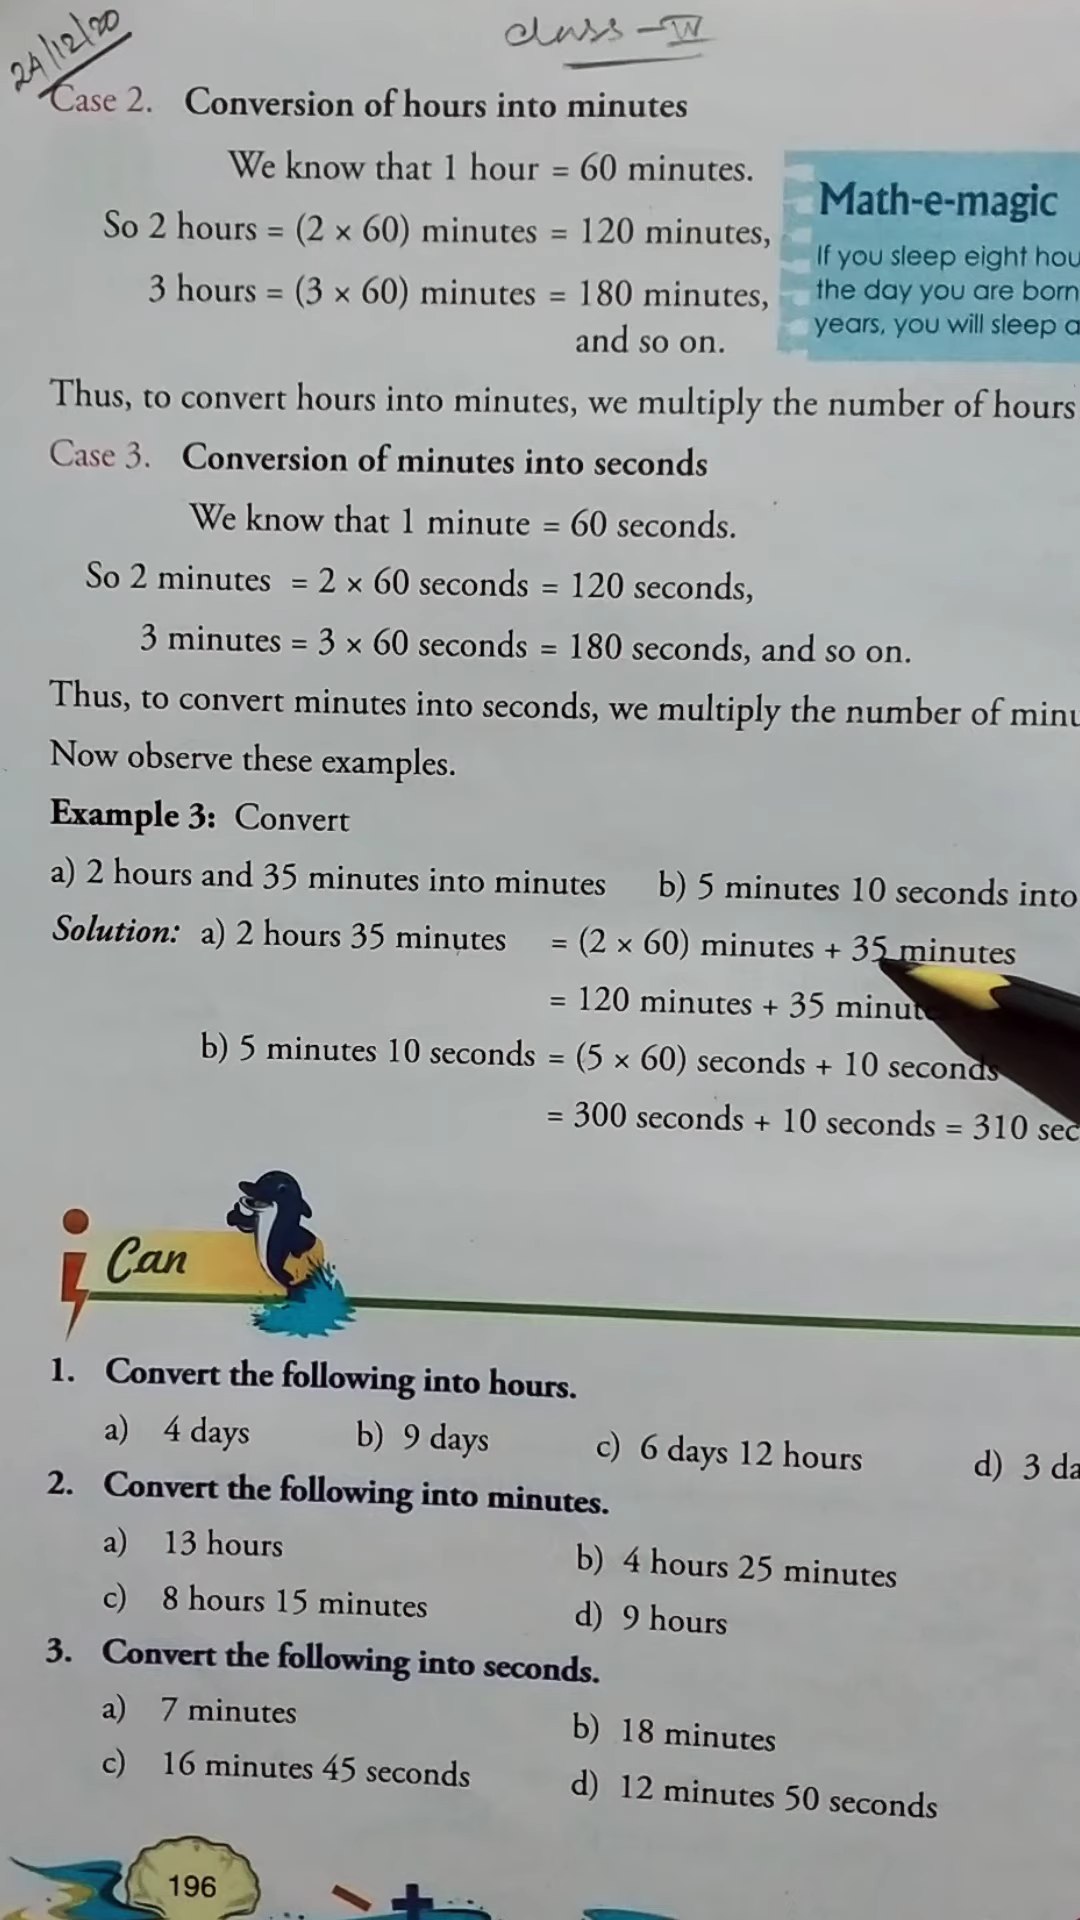 24/12/20
Class - IV
Case 2. Conversion of hours into minutes
We know that 1 hour = 60 minutes.
So 2 hours = (2 × 60) minutes = 120 minutes,
3 hours = (3 × 60) minutes = 180 minutes,
and so on.
Math-e-magic
If you sleep eight
the day you are born
years, you will sleep
Thus, to convert hours into minutes, we multiply the number of hours
Case 3. Conversion of minutes into seconds
We know that 1 minute = 60 seconds.
So 2 minutes = 2 × 60 seconds = 120 seconds,
3 minutes = 3 × 60 seconds = 180 seconds, and so on.
Thus, to convert minutes into seconds, we multiply the number of
Now observe these examples.
Example 3: Convert
a) 2 hours and 35 minutes into minutes b) 5 minutes 10 seconds into
Solution: a) 2 hours 35 minutes = (2 × 60) minutes + 35 minutes
= 120 minutes + 35
b) 5 minutes 10 seconds = (5 × 60) seconds + 10 seconds
= 300 seconds + 10 seconds = 310
i Can
1. Convert the following into hours.
a) 4 days b) 9 days c) 6 days 12 hours d) 3
2. Convert the following into minutes.
a) 13 hours b) 4 hours 25 minutes
c) 8 hours 15 minutes d) 9 hours
3. Convert the following into seconds.
a) 7 minutes b) 18 minutes
c) 16 minutes 45 seconds d) 12 minutes 50 seconds
196